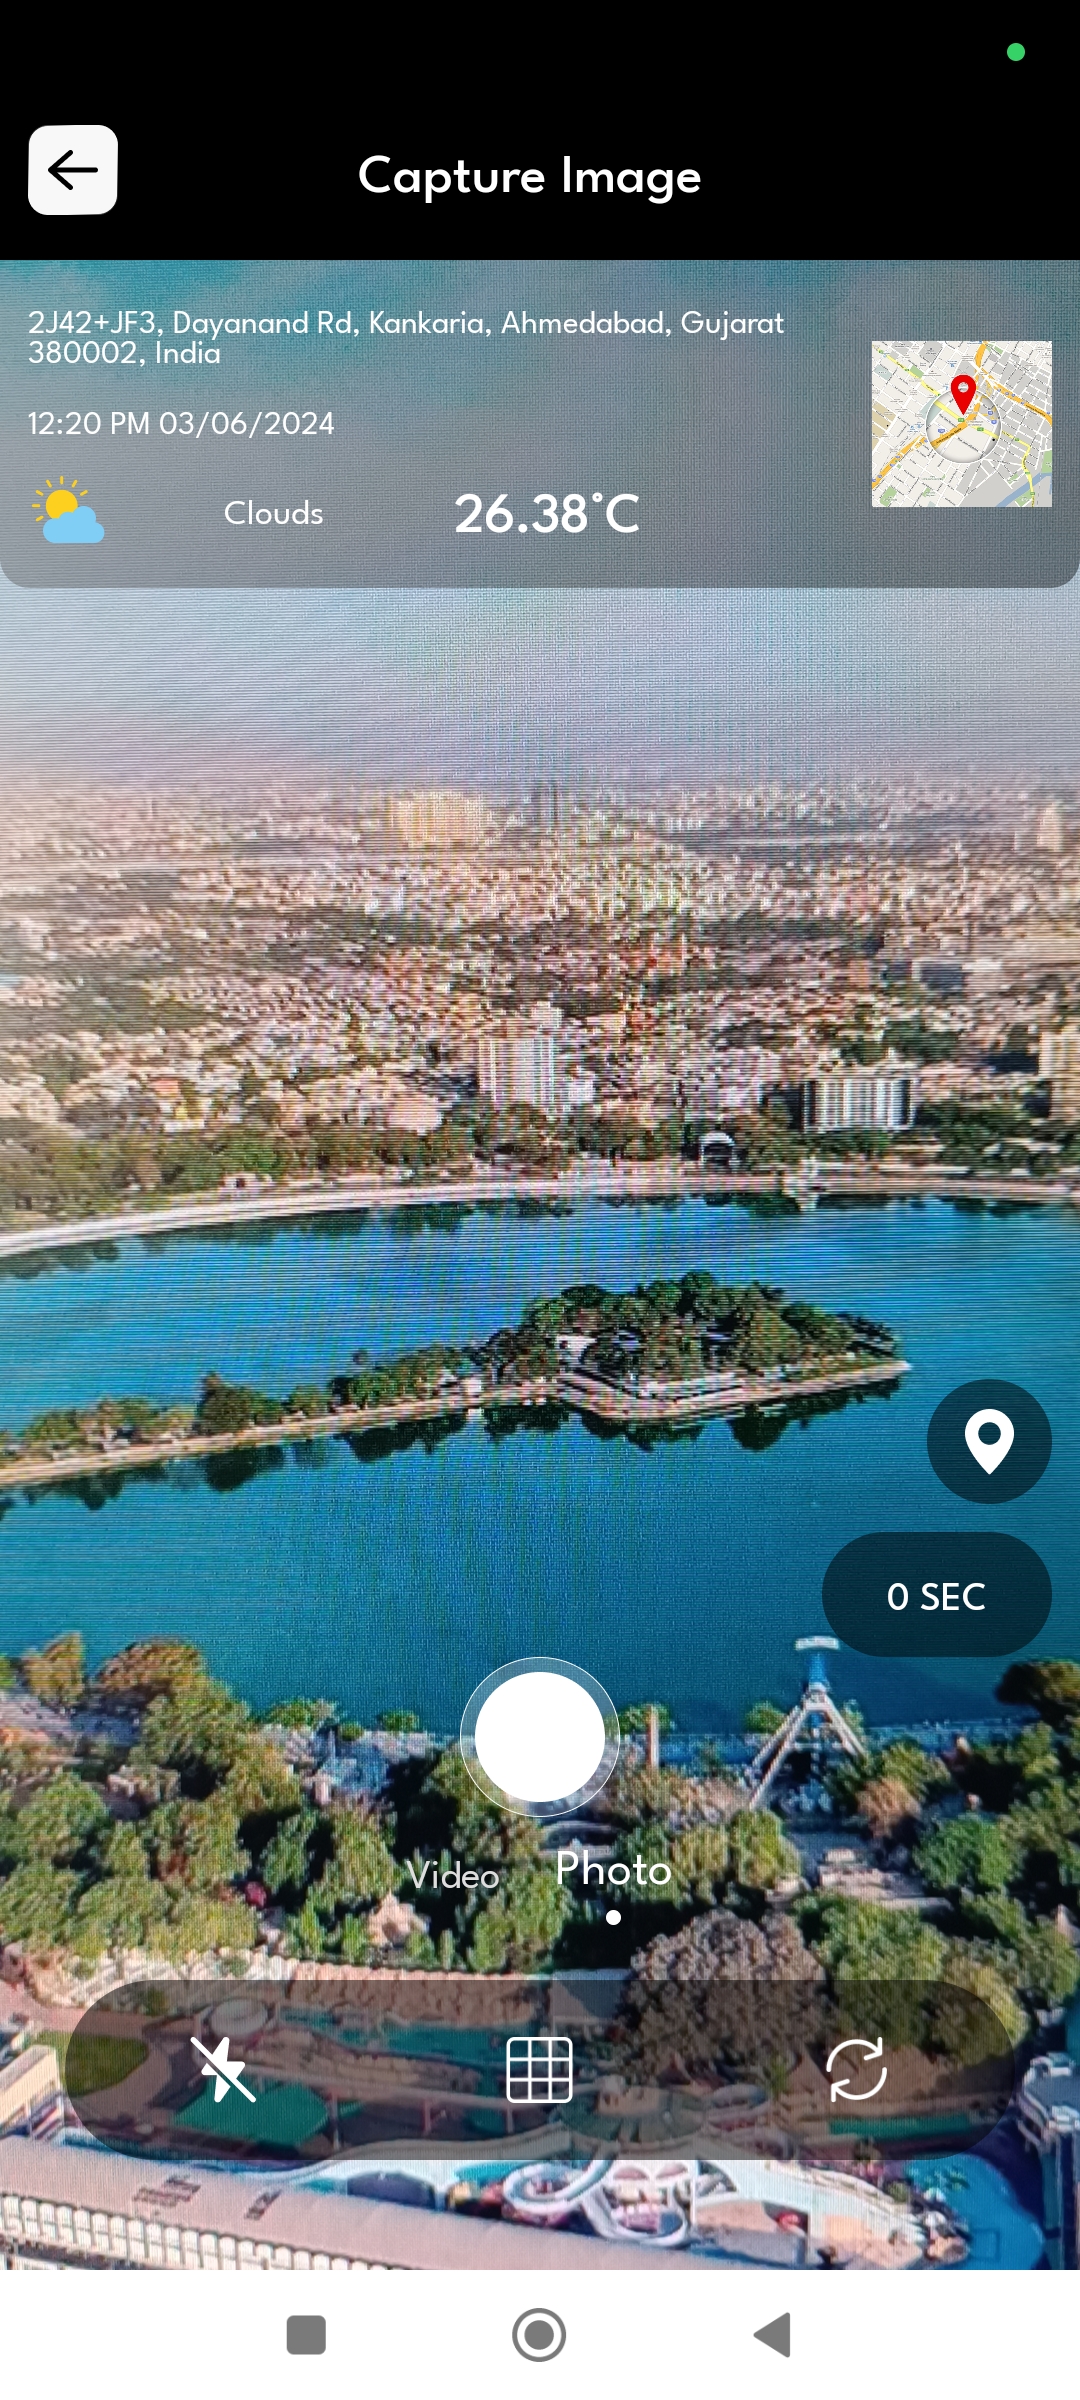 Capture Image
2J42+JF3, Dayanand Rd, Kankaria, Ahmedabad, Gujarat
380002, India
12:20 PM 03/06/2024
Clouds 26.38°C
0 SEC
Video Photo